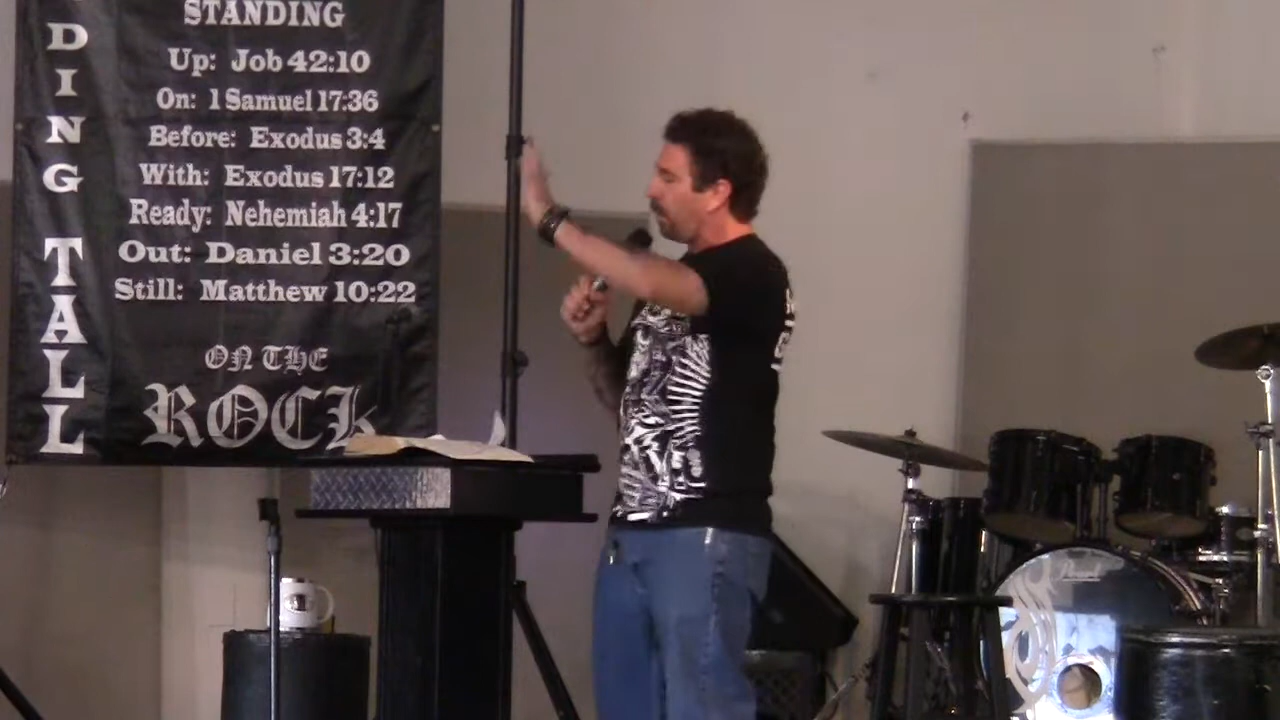 DING TALL
STANDING
Up: Job 42:10
On: 1 Samuel 17:36
Before: Exodus 3:4
With: Exodus 17:12
Ready: Nehemiah 4:17
Out: Daniel 3:20
Still: Matthew 10:22
ON THE
ROCK